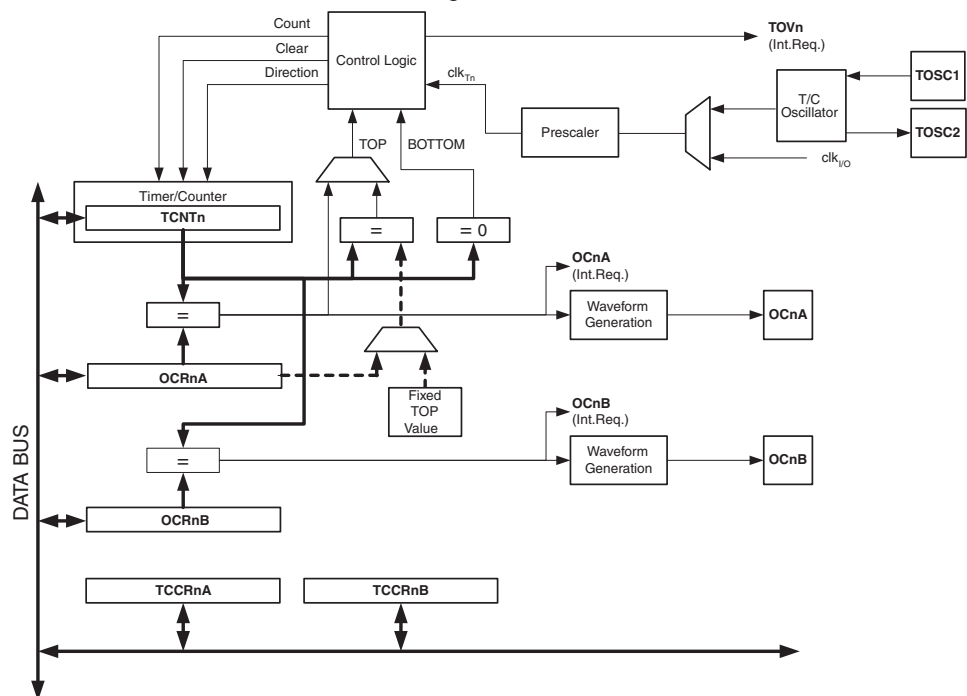 Count
Clear
Direction
Control Logic
TOVn
(Int.Req.)
clkTn
TOSC1
T/C
Oscillator
TOSC2
Prescaler
clkI/O
TOP
BOTTOM
Timer/Counter
TCNTn
=
= 0
OCnA
(Int.Req.)
=
Waveform
Generation
OCnA
OCRnA
Fixed
TOP
Value
OCnB
(Int.Req.)
=
Waveform
Generation
OCnB
OCRnB
DATA BUS
TCCRnA
TCCRnB